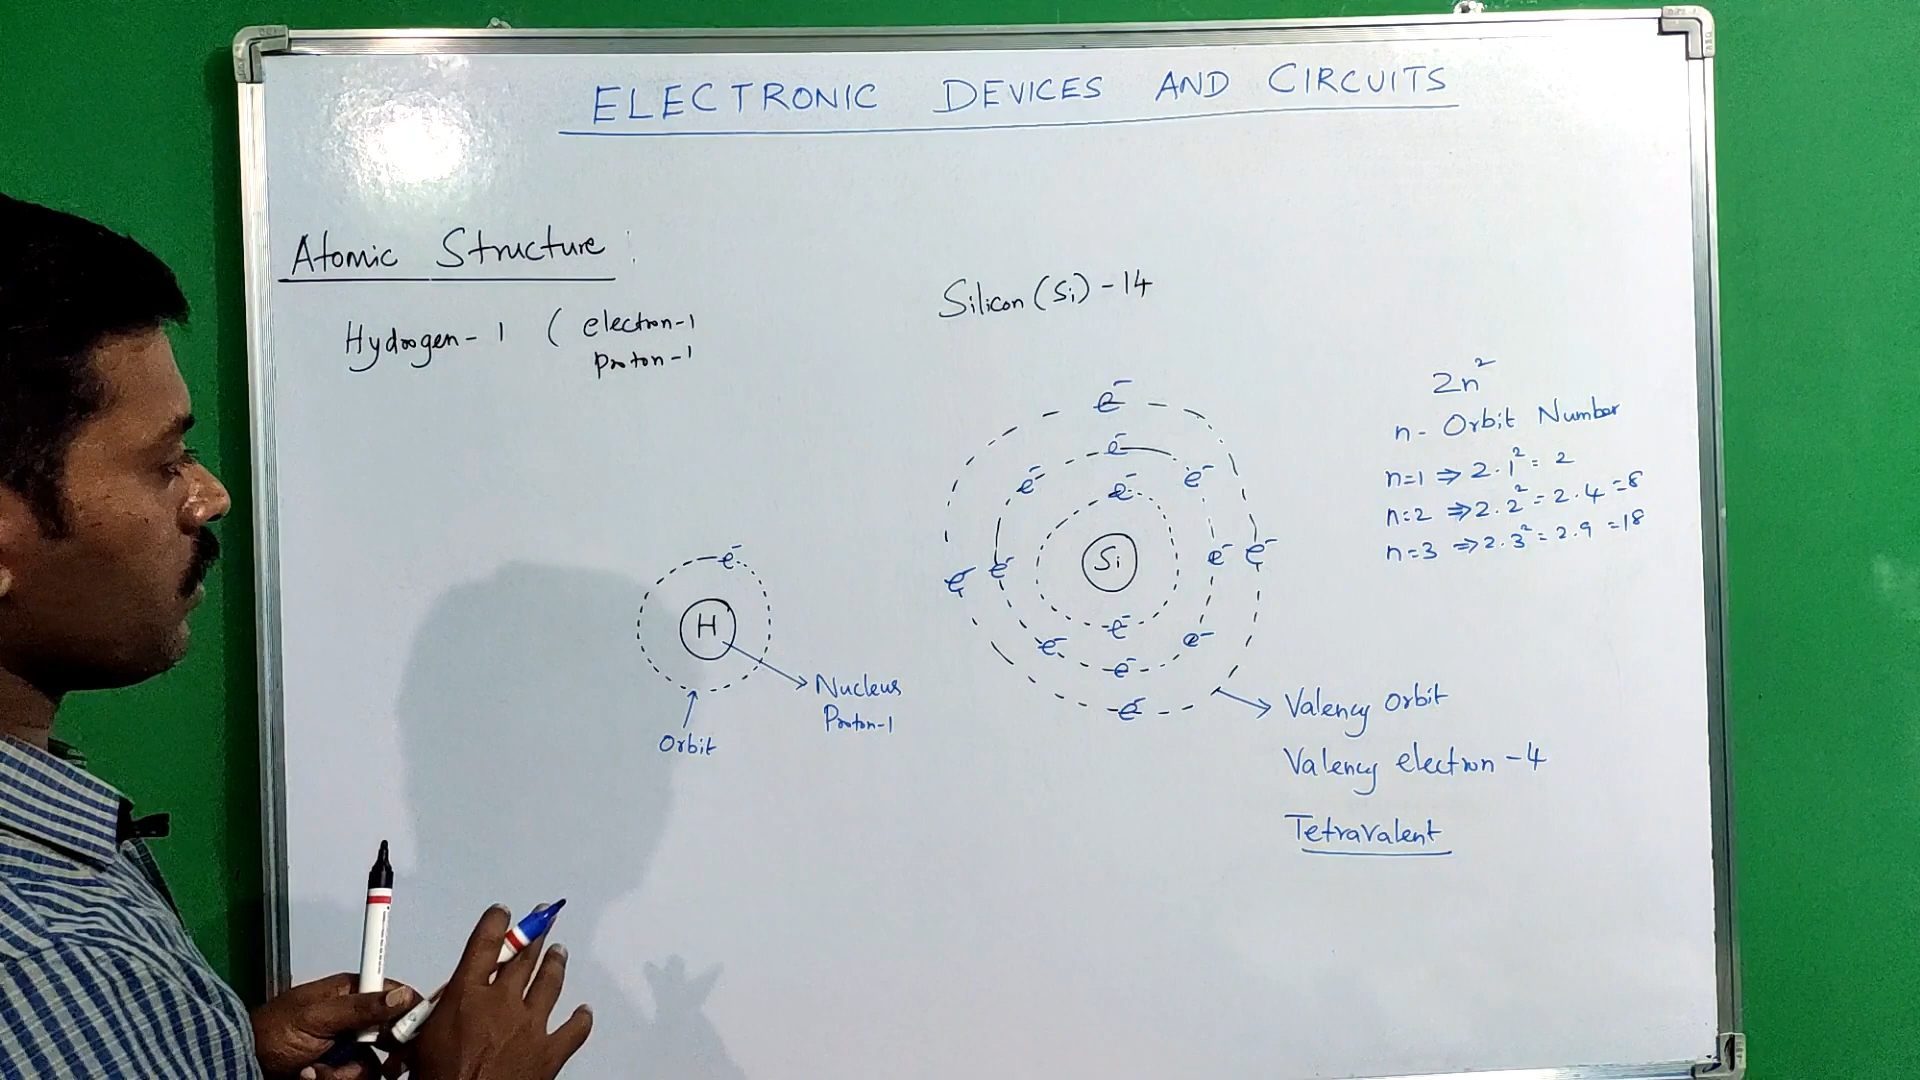 ELECTRONIC DEVICES AND CIRCUITS
Atomic Structure :
Hydrogen - 1 ( electron-1
Proton-1
Silicon (Si) - 14
2n²
n - Orbit Number
n=1 ⇒ 2·1² = 2
n=2 ⇒ 2·2² = 2·4 = 8
n=3 ⇒ 2·3² = 2·9 = 18
e⁻
e⁻
e⁻
e⁻
e⁻
e⁻
e⁻
e⁻
e⁻
e⁻
Si
e⁻
e⁻
e⁻
e⁻
e⁻
H
Nucleus
Proton-1
Orbit
Valency Orbit
Valency electron - 4
Tetravalent